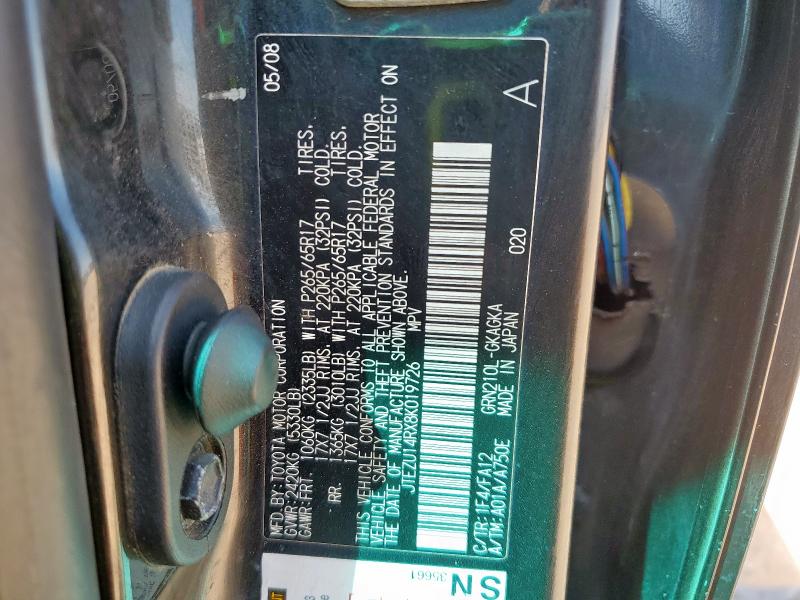 MFD.BY:TOYOTA MOTOR CORPORATION 05/08
GVWR:2420KG (5330LB)
GAWR:FRT 1060KG (2335LB) WITH P265/65R17 TIRES,
17X7 1/2JJ RIMS, AT 220KPA (32PSI) COLD.
RR. 1365KG (3010LB) WITH P265/65R17 TIRES,
17X7 1/2JJ RIMS, AT 220KPA (32PSI) COLD.
THIS VEHICLE CONFORMS TO ALL APPLICABLE FEDERAL MOTOR
VEHICLE SAFETY AND THEFT PREVENTION STANDARDS IN EFFECT ON
THE DATE OF MANUFACTURE SHOWN ABOVE.
JTEZU14RX8K019726 MPV
C/TR:1F4/FA12 GRN210L-GKAGKA 020
A/TM:A01A/A750E MADE IN JAPAN A
35661
SN